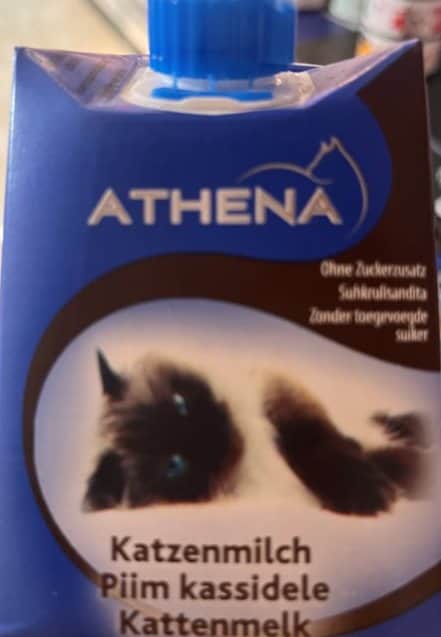 ATHENA
Ohne Zuckerzusatz
Suhkrulisandita
Zonder toegevoegde
suiker
Katzenmilch
Piim kassidele
Kattenmelk